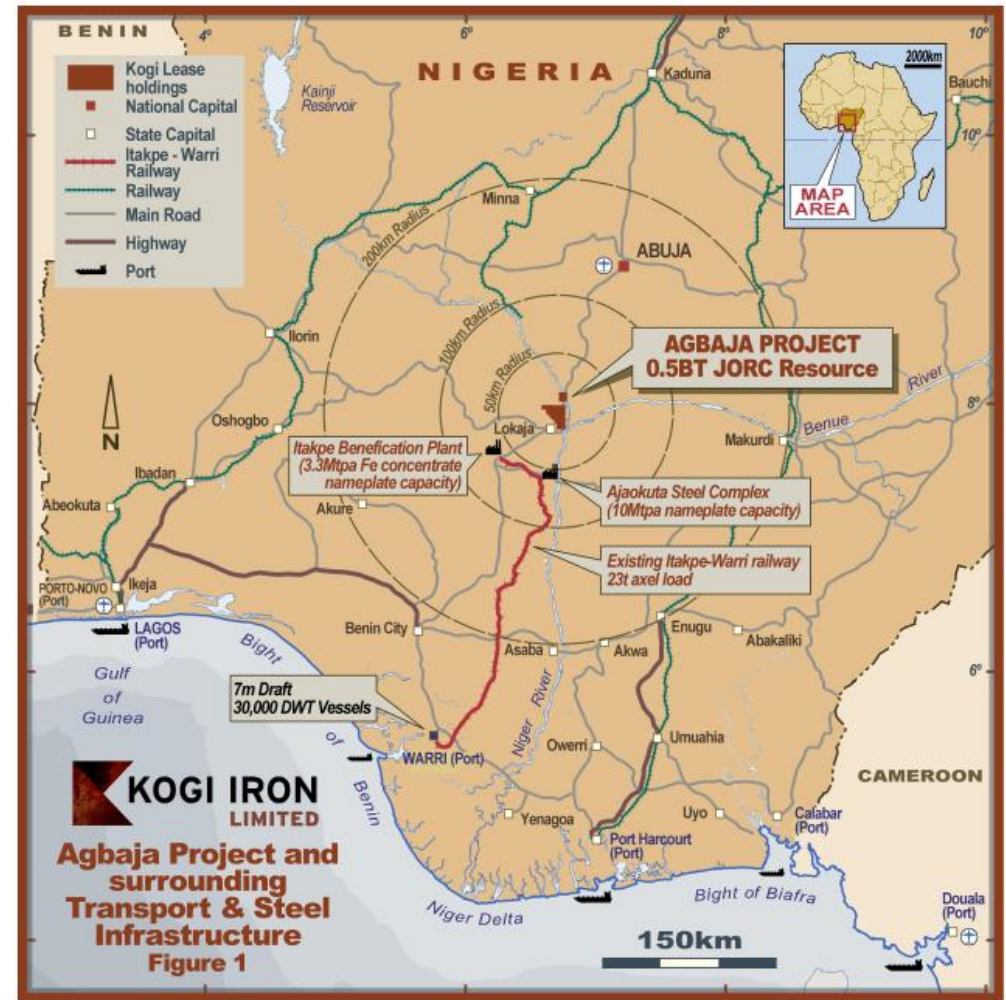 BENIN
4°
6°
10°
Kogi Lease
holdings
National Capital
State Capital
Itakpe - Warri
Railway
Railway
Main Road
Highway
Port
Kainji
Reservoir
NIGERIA
Kaduna
2000km
Bauchi
10°
MAP
AREA
Minna
200km Radius
ABUJA
Ilorin
100km Radius
50km Radius
AGBAJA PROJECT
0.5BT JORC Resource
River
8°
Benue
N
Oshogbo
Lokaja
Makurdi
Itakpe Benefication Plant
(3.3Mtpa Fe concentrate
nameplate capacity)
Ibadan
Abeokuta
Akure
Ajaokuta Steel Complex
(10Mtpa nameplate capacity)
Existing Itakpe-Warri railway
23t axel load
PORTO-NOVO
(Port)
Ikeja
LAGOS
(Port)
Benin City
Enugu
Abakaliki
Asaba
Akwa
Bight
of
Benin
Gulf
of
Guinea
6°
7m Draft
30,000 DWT Vessels
Niger River
WARRI (Port)
Owerri
Umuahia
CAMEROON
KOGI IRON
LIMITED
Yenagoa
Uyo
Calabar
(Port)
Port Harcourt
(Port)
Agbaja Project and
surrounding
Transport & Steel
Infrastructure
Figure 1
Niger Delta
Bight of Biafra
Douala
(Port)
150km